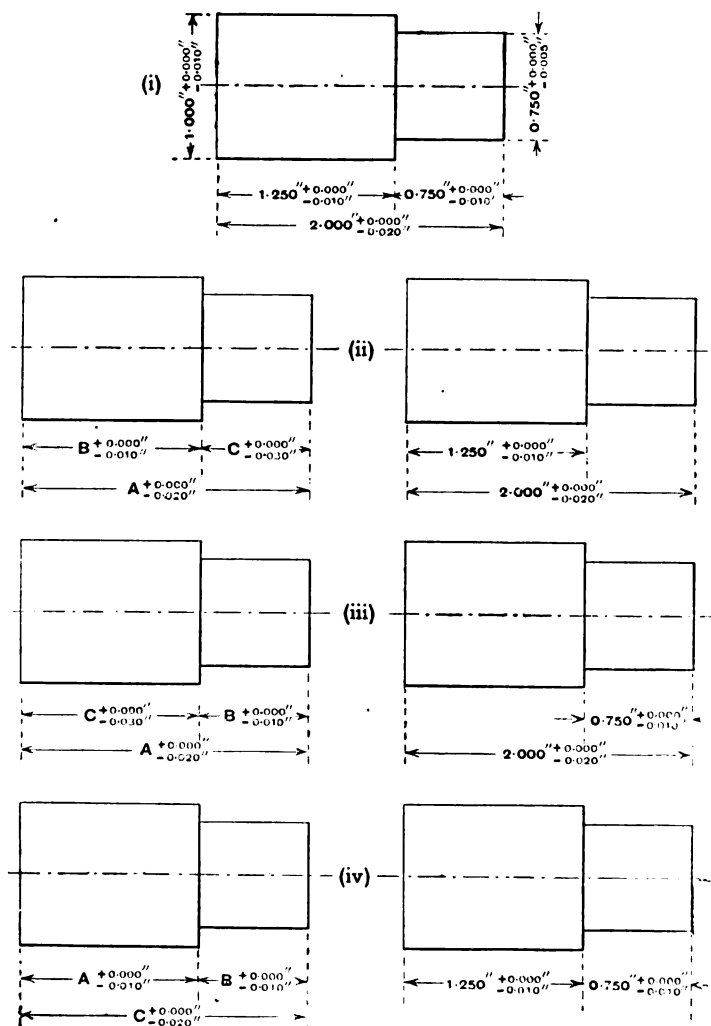 (i)
1·000" +0·000" -0·010"
0·750" +0·000" -0·005"
1·250" +0·000" -0·010" 0·750" +0·000" -0·010"
2·000" +0·000" -0·020"
(ii)
B +0·000" -0·010" C +0·000" -0·030"
A +0·000" -0·020"
1·250" +0·000" -0·010"
2·000" +0·000" -0·020"
(iii)
C +0·000" -0·030" B +0·000" -0·010"
A +0·000" -0·020"
0·750" +0·000" -0·010"
2·000" +0·000" -0·020"
(iv)
A +0·000" -0·010" B +0·000" -0·010"
C +0·000" -0·020"
1·250" +0·000" -0·010" 0·750" +0·000" -0·010"